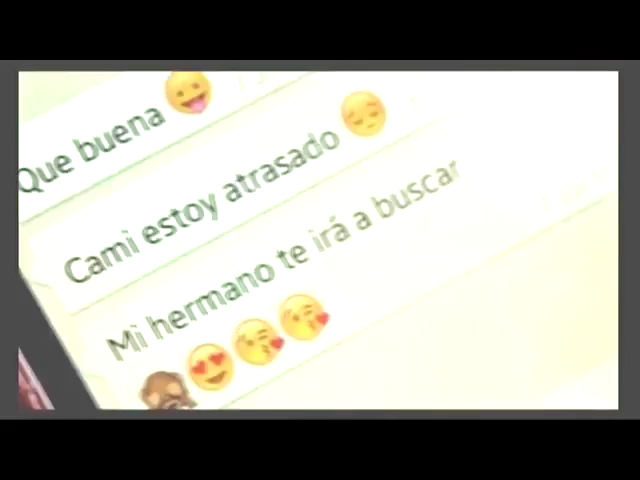 Que buena 😛
Cami estoy atrasado 😔
Mi hermano te irá a buscar
🙈😍😘😘